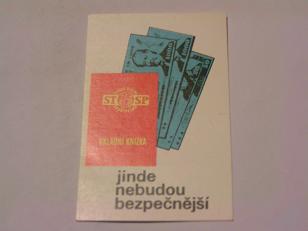 ST SP
VKLADNÍ KNÍŽKA
jinde
nebudou
bezpečnější